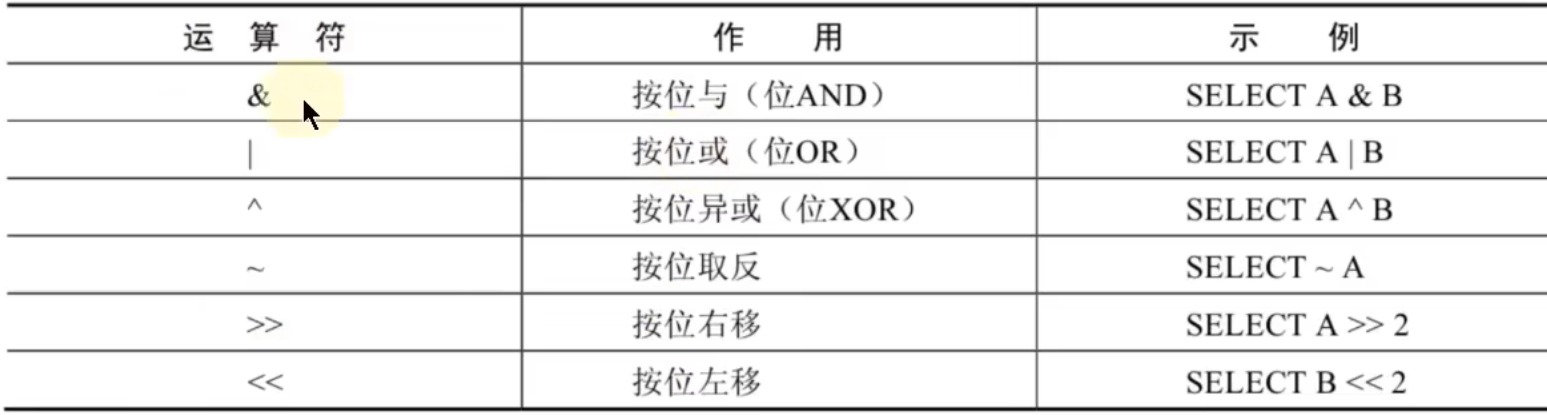 运 算 符 作 用 示 例
& 按位与（位AND） SELECT A & B
| 按位或（位OR） SELECT A | B
^ 按位异或（位XOR） SELECT A ^ B
~ 按位取反 SELECT ~ A
>> 按位右移 SELECT A >> 2
<< 按位左移 SELECT B << 2